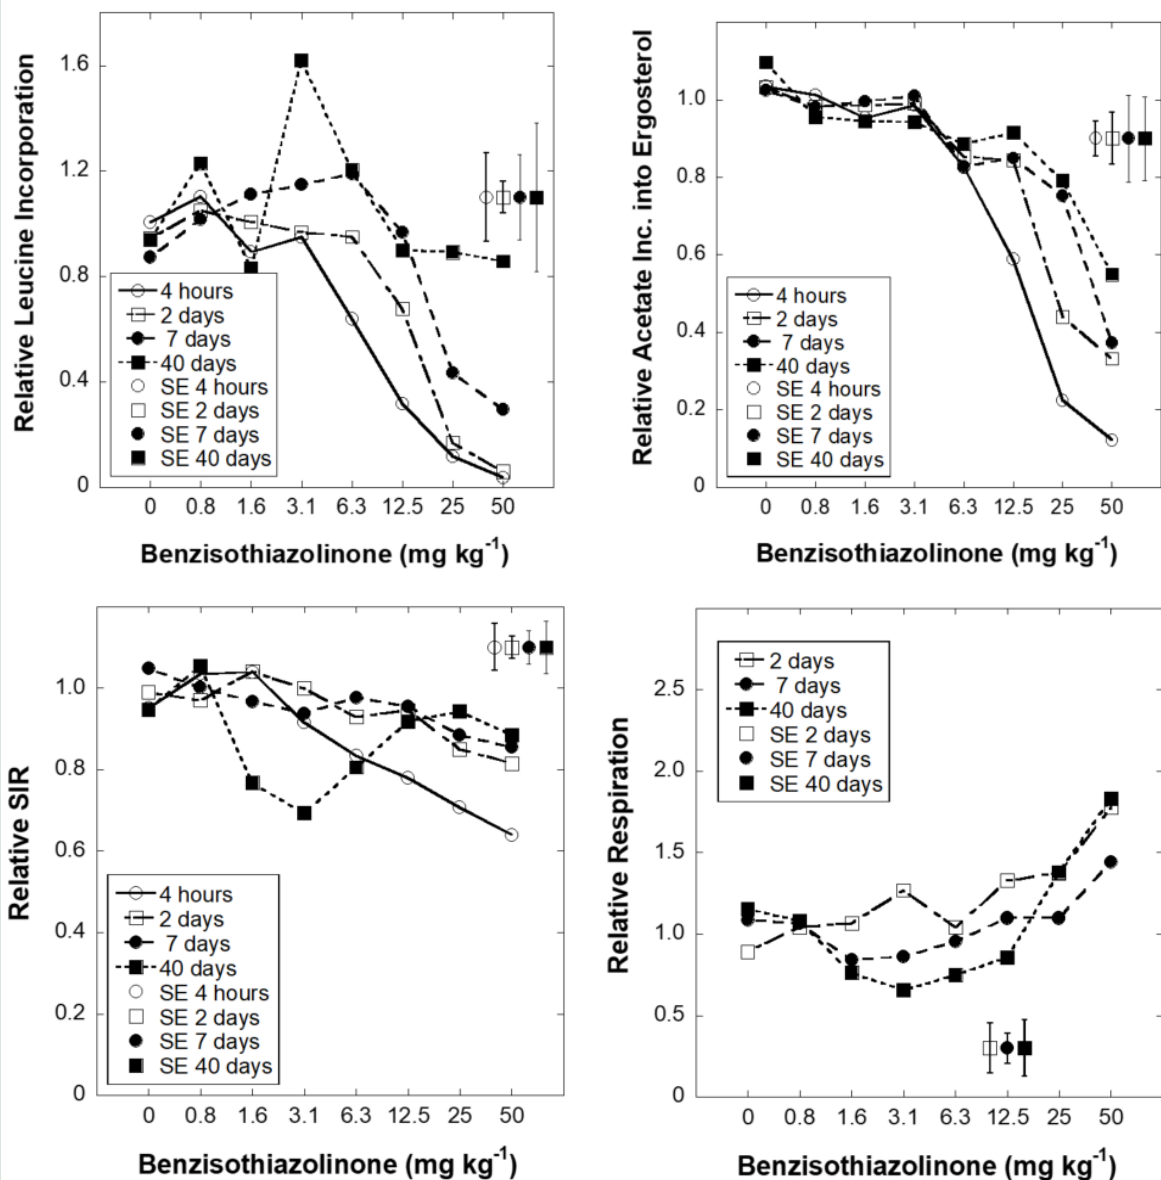 Relative Leucine Incorporation
1.6
1.2
0.8
0.4
0
4 hours
2 days
7 days
40 days
SE 4 hours
SE 2 days
SE 7 days
SE 40 days
0 0.8 1.6 3.1 6.3 12.5 25 50
Benzisothiazolinone (mg kg⁻¹)
Relative Acetate Inc. into Ergosterol
1.0
0.8
0.6
0.4
0.2
0
4 hours
2 days
7 days
40 days
SE 4 hours
SE 2 days
SE 7 days
SE 40 days
0 0.8 1.6 3.1 6.3 12.5 25 50
Benzisothiazolinone (mg kg⁻¹)
Relative SIR
1.0
0.8
0.6
0.4
0.2
0
4 hours
2 days
7 days
40 days
SE 4 hours
SE 2 days
SE 7 days
SE 40 days
0 0.8 1.6 3.1 6.3 12.5 25 50
Benzisothiazolinone (mg kg⁻¹)
Relative Respiration
2.5
2.0
1.5
1.0
0.5
0
2 days
7 days
40 days
SE 2 days
SE 7 days
SE 40 days
0 0.8 1.6 3.1 6.3 12.5 25 50
Benzisothiazolinone (mg kg⁻¹)